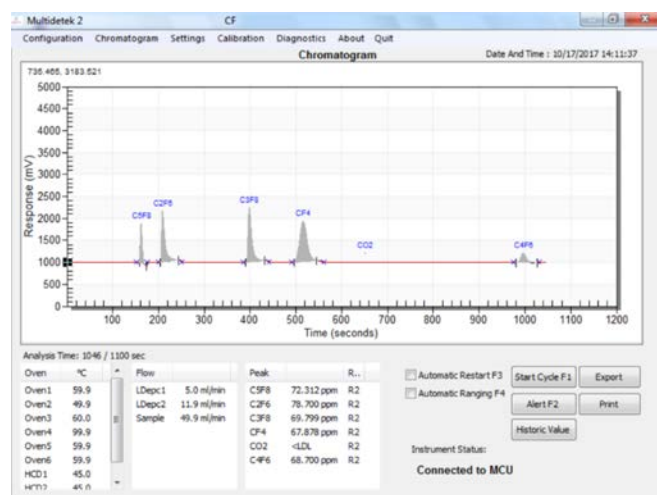 Multidetek 2 CF
Configuration Chromatogram Settings Calibration Diagnostics About Quit
Chromatogram Date And Time : 10/17/2017 14:11:37
736.466, 3183.521
5000
4500
4000
3500
3000
2500
2000
1500
1000
500
0
Response (mV)
C5F8 C2F6 C3F8 CF4 CO2 C4F6
100 200 300 400 500 600 700 800 900 1000 1100 1200
Time (seconds)
Analysis Time: 1046 / 1100 sec
Oven °C Flow Peak R...
Oven1 59.9 LDepc1 5.0 ml/min C5F8 72.312 ppm R2
Oven2 49.9 LDepc2 11.9 ml/min C2F6 78.700 ppm R2
Oven3 60.0 Sample 49.9 ml/min C3F8 69.799 ppm R2
Oven4 99.9 CF4 67.878 ppm R2
Oven5 59.9 CO2 <LDL R2
Oven6 59.9 C4F6 68.700 ppm R2
HCD1 45.0
HCD2 45.0
Automatic Restart F3 Start Cycle F1 Export
Automatic Ranging F4 Alert F2 Print
Historic Value
Instrument Status:
Connected to MCU